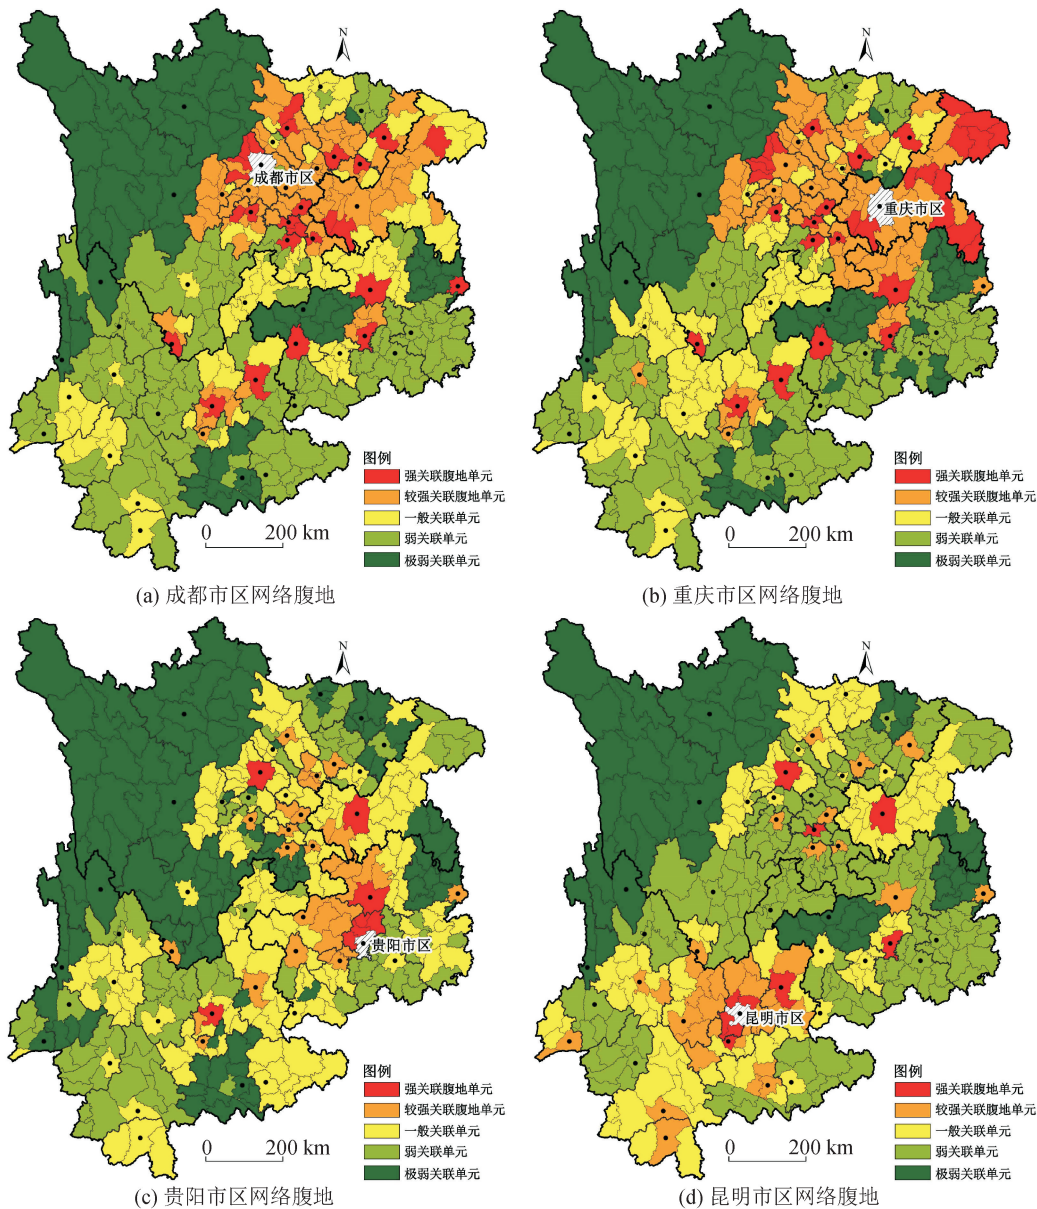 N
成都市区
图例
强关联腹地单元
较强关联腹地单元
一般关联单元
弱关联单元
极弱关联单元
0 200 km
(a) 成都市区网络腹地
N
重庆市区
图例
强关联腹地单元
较强关联腹地单元
一般关联单元
弱关联单元
极弱关联单元
0 200 km
(b) 重庆市区网络腹地
N
贵阳市区
图例
强关联腹地单元
较强关联腹地单元
一般关联单元
弱关联单元
极弱关联单元
0 200 km
(c) 贵阳市区网络腹地
N
昆明市区
图例
强关联腹地单元
较强关联腹地单元
一般关联单元
弱关联单元
极弱关联单元
0 200 km
(d) 昆明市区网络腹地